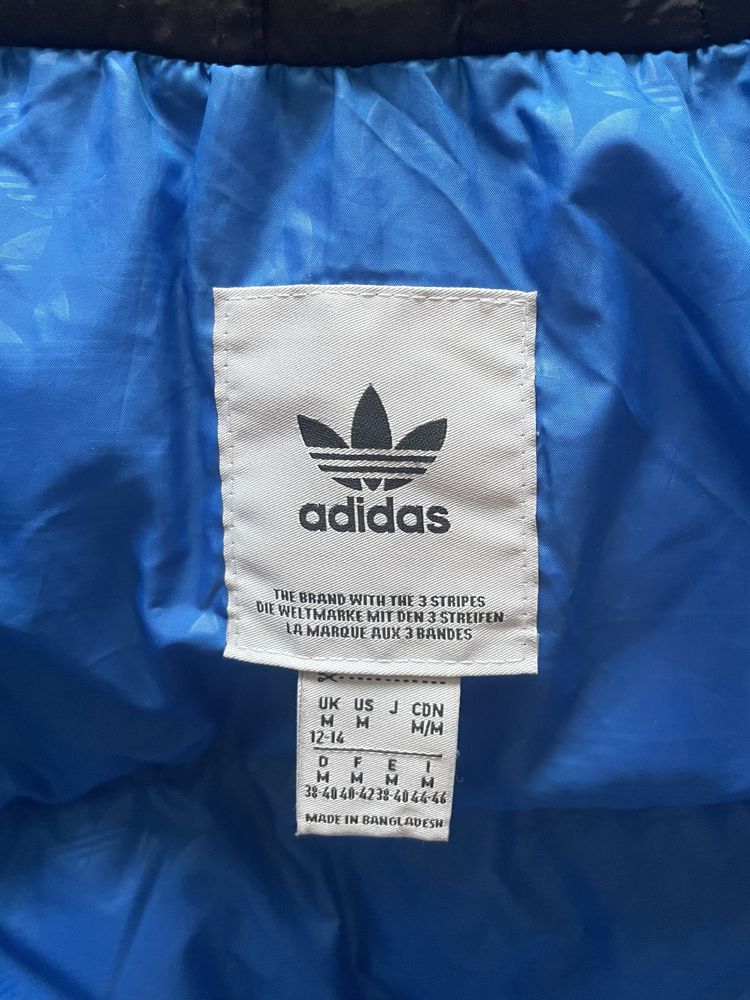 adidas
THE BRAND WITH THE 3 STRIPES
DIE WELTMARKE MIT DEN 3 STREIFEN
LA MARQUE AUX 3 BANDES
UK US J CDN
M M M/M
12-14
D F E I
M M M M
38-40 40-42 38-40 44-46
MADE IN BANGLADESH